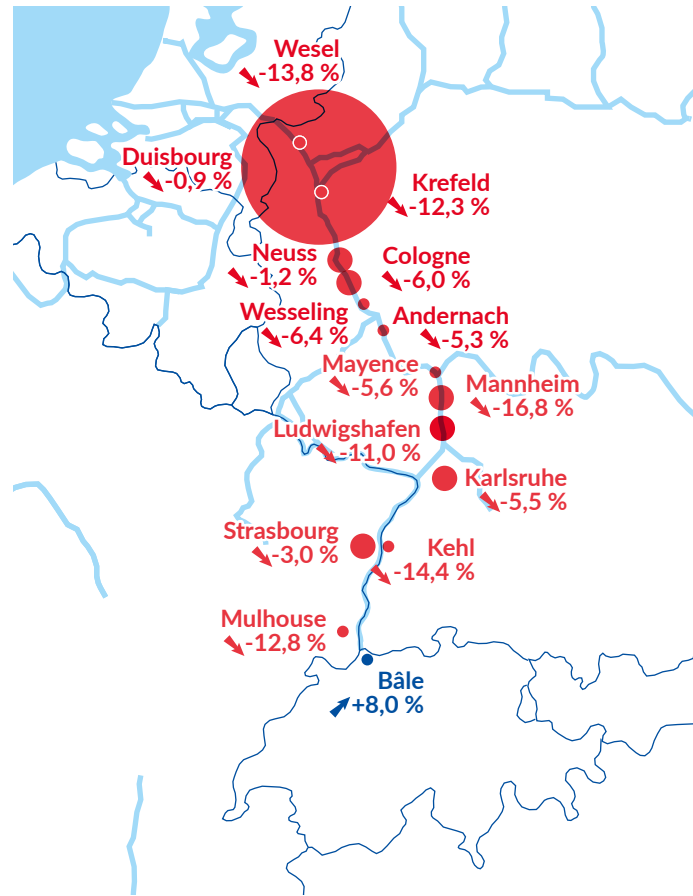 Wesel
-13,8 %
Duisbourg
-0,9 %
Krefeld
-12,3 %
Neuss
-1,2 %
Cologne
-6,0 %
Wesseling
-6,4 %
Andernach
-5,3 %
Mayence
-5,6 %
Mannheim
-16,8 %
Ludwigshafen
-11,0 %
Karlsruhe
-5,5 %
Strasbourg
-3,0 %
Kehl
-14,4 %
Mulhouse
-12,8 %
Bâle
+8,0 %